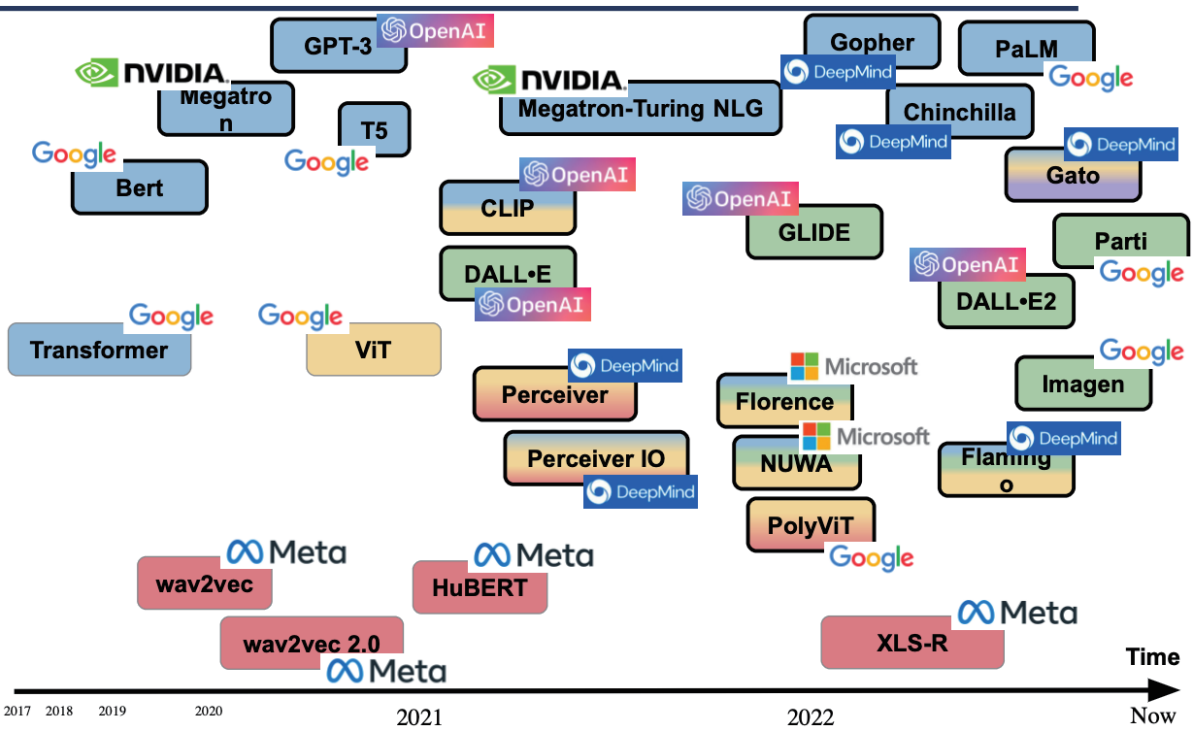 GPT-3
OpenAI
Gopher
DeepMind
PaLM
Google
NVIDIA.
Megatro
n
T5
Google
NVIDIA.
Megatron-Turing NLG
Chinchilla
DeepMind
Google
Bert
DeepMind
Gato
OpenAI
CLIP
OpenAI
GLIDE
Parti
Google
DALL•E
OpenAI
OpenAI
DALL•E2
Google
Transformer
Google
ViT
DeepMind
Perceiver
Microsoft
Florence
Google
Imagen
Perceiver IO
DeepMind
Microsoft
NUWA
DeepMind
Flaming
o
PolyViT
Google
Meta
wav2vec
Meta
HuBERT
wav2vec 2.0
Meta
Meta
XLS-R
Time
2017 2018 2019 2020 2021 2022 Now